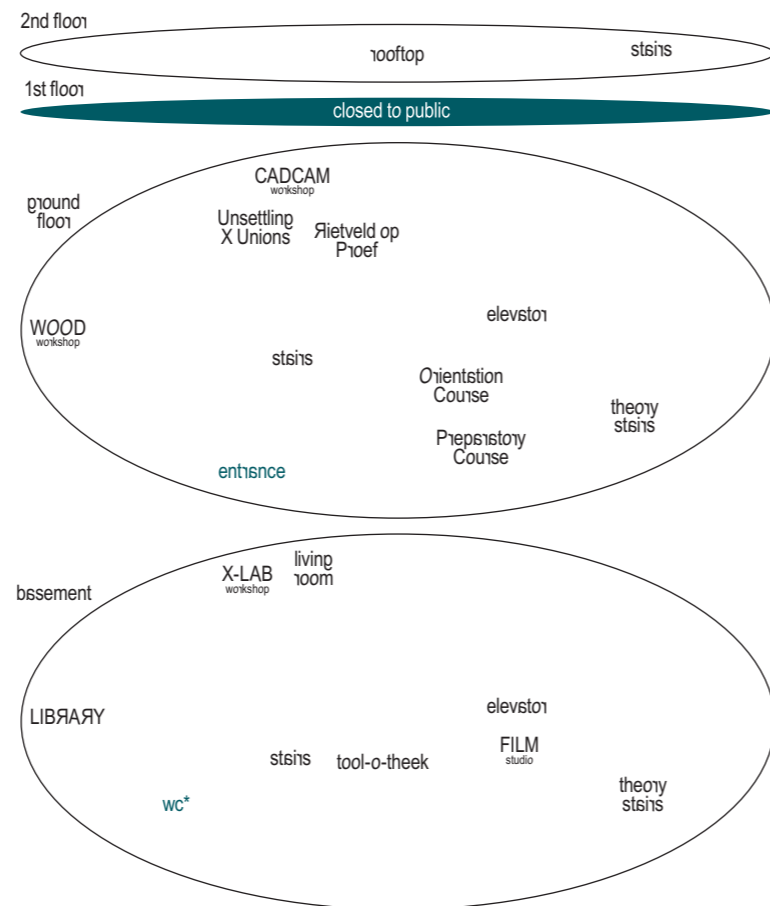 2nd floor
rooftop
stairs
1st floor
closed to public
ground
floor
CADCAM
workshop
Unsettling
X Unions
Rietveld op
Proef
WOOD
workshop
elevator
stairs
Orientation
Course
theory
stairs
Preparatory
Course
entrance
basement
X-LAB
workshop
living
room
LIBRARY
elevator
stairs
tool-o-theek
FILM
studio
theory
stairs
wc*